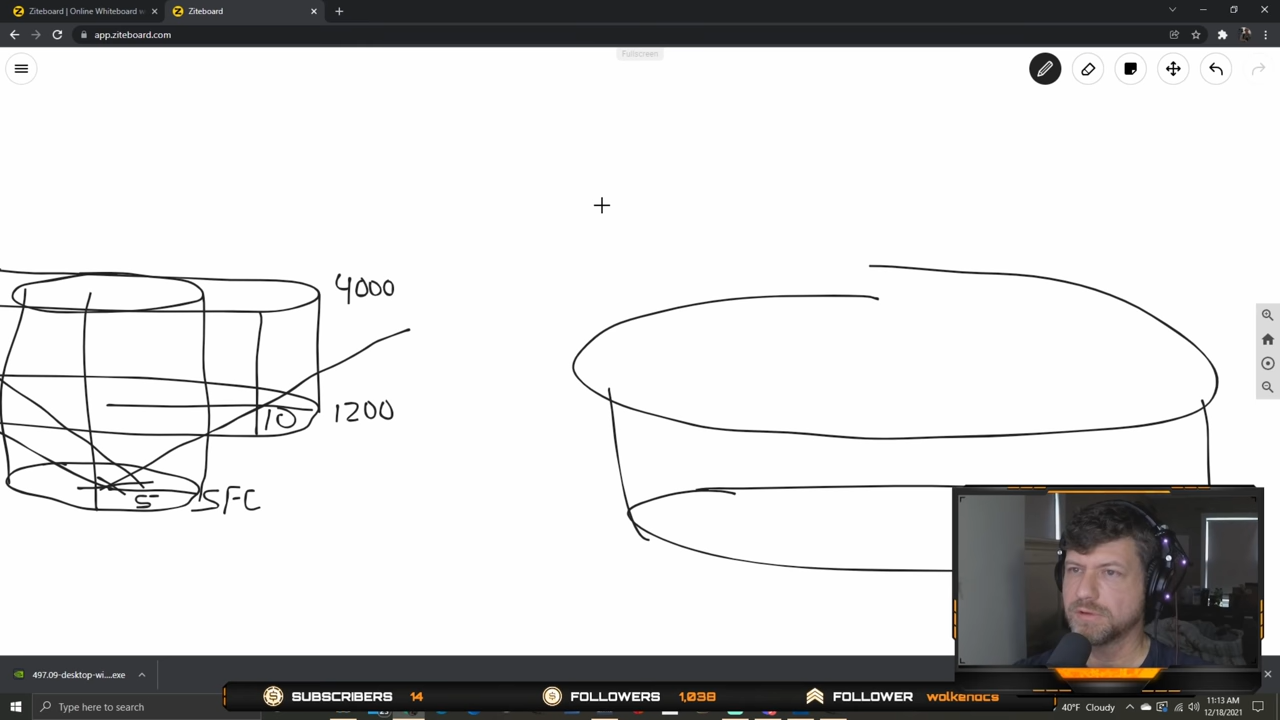 Ziteboard | Online Whiteboard w
Ziteboard
app.ziteboard.com
Fullscreen
4000
10
1200
5
SFC
497.09-desktop-wi....exe
SUBSCRIBERS 14
FOLLOWERS 1,038
FOLLOWER wolkenocs
Type here to search
40°F Cloudy
11:13 AM
12/18/2021